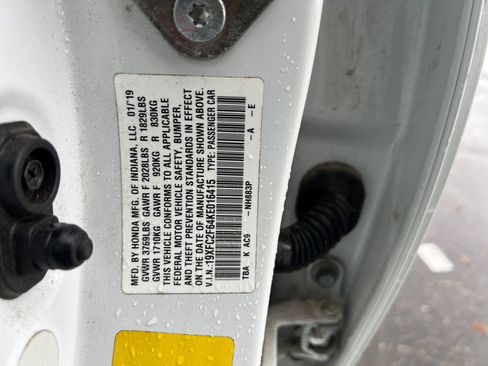 MFD. BY HONDA MFG. OF INDIANA, LLC 01/'19
GVWR 3769LBS GAWR F 2028LBS R 1829LBS
GVWR 1710KG GAWR F 920KG R 830KG
THIS VEHICLE CONFORMS TO ALL APPLICABLE
FEDERAL MOTOR VEHICLE SAFETY, BUMPER,
AND THEFT PREVENTION STANDARDS IN EFFECT
ON THE DATE OF MANUFACTURE SHOWN ABOVE.
V.I.N.:19XFC2F64KE016415 TYPE: PASSENGER CAR
TBA K AC9 -NH883P -A -E